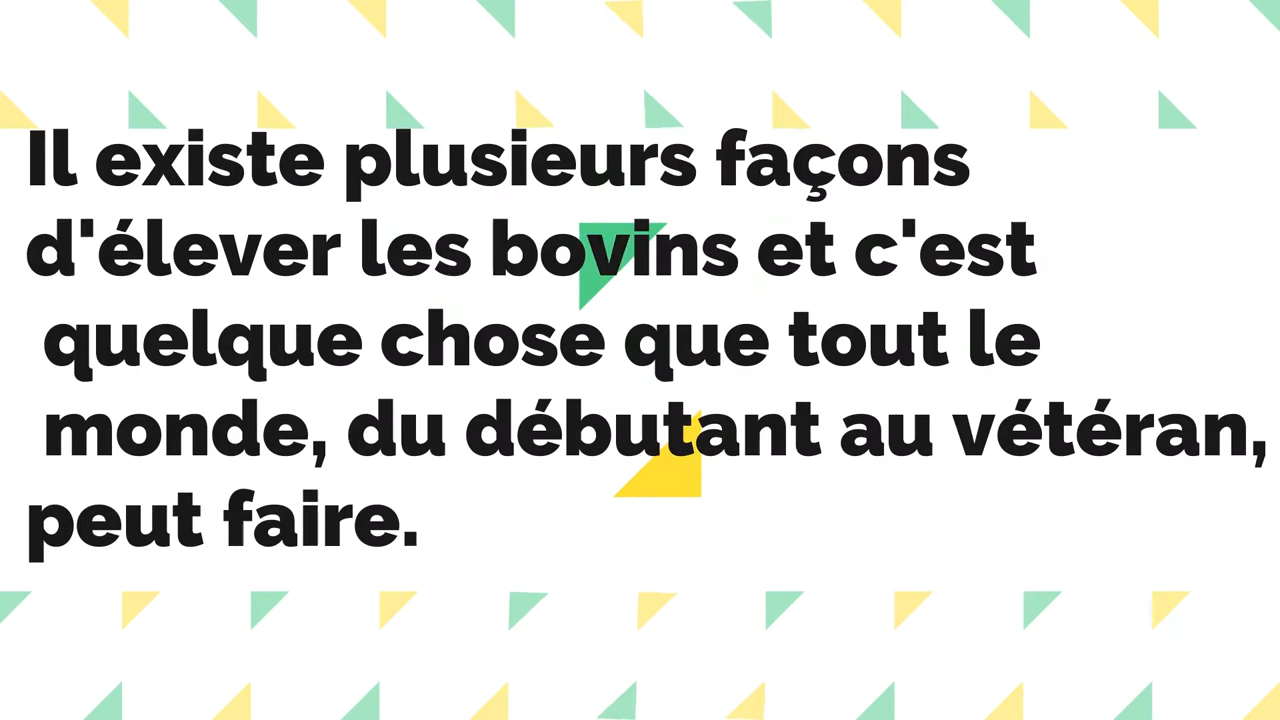 Il existe plusieurs façons
d'élever les bovins et c'est
quelque chose que tout le
monde, du débutant au vétéran,
peut faire.